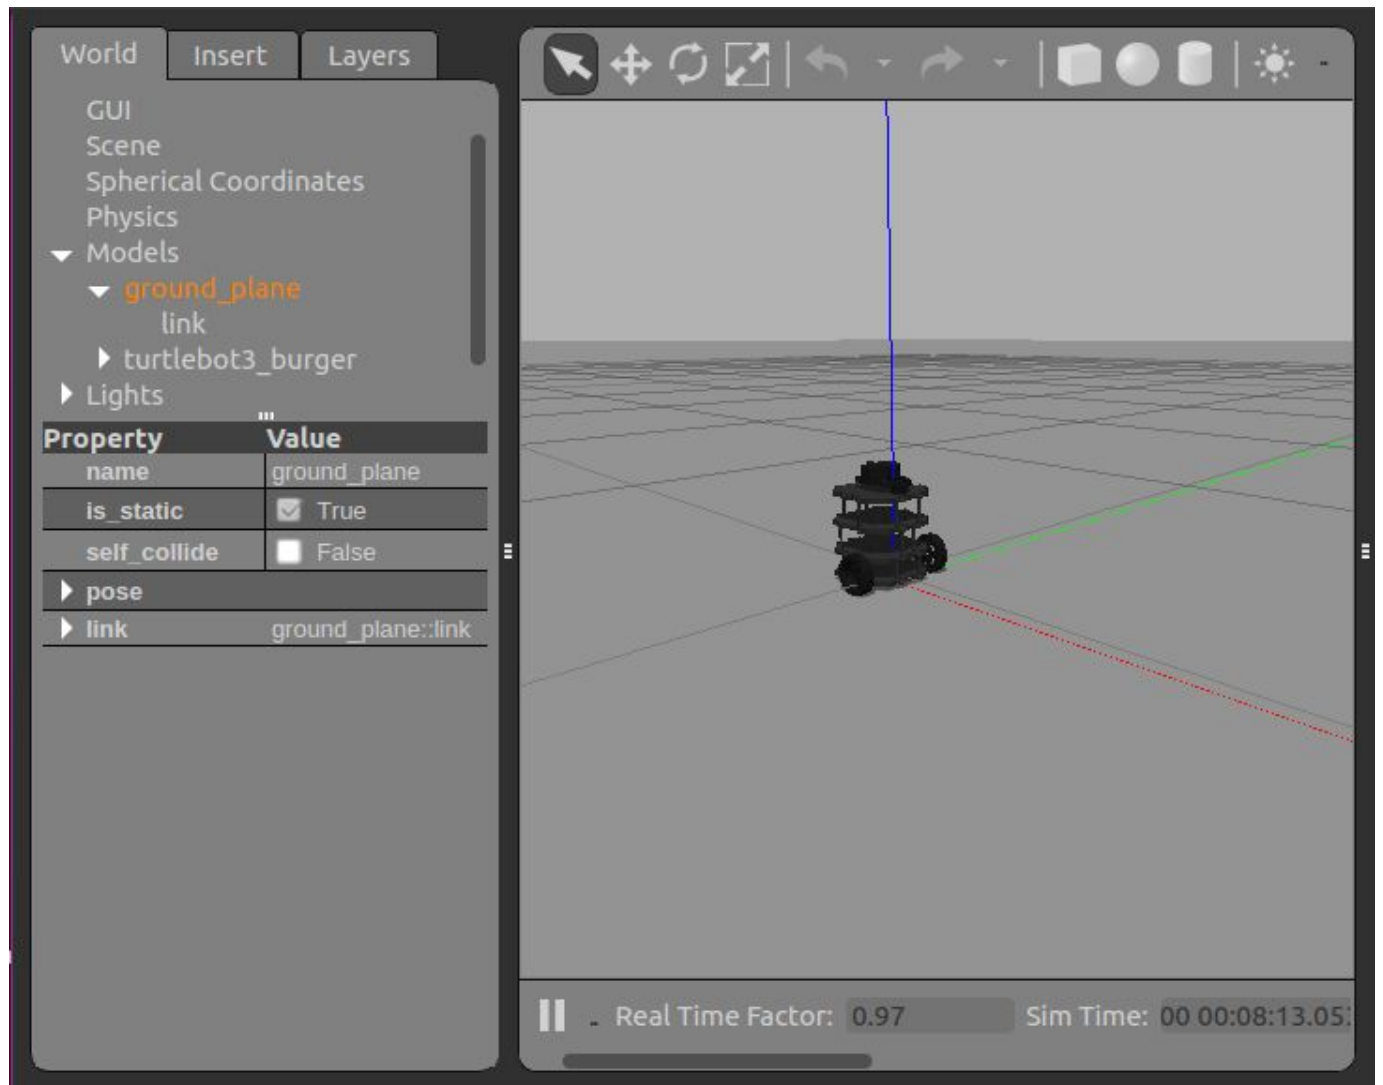 World Insert Layers
GUI
Scene
Spherical Coordinates
Physics
Models
ground_plane
link
turtlebot3_burger
Lights
Property Value
name ground_plane
is_static True
self_collide False
pose
link ground_plane::link
Real Time Factor: 0.97 Sim Time: 00 00:08:13.05